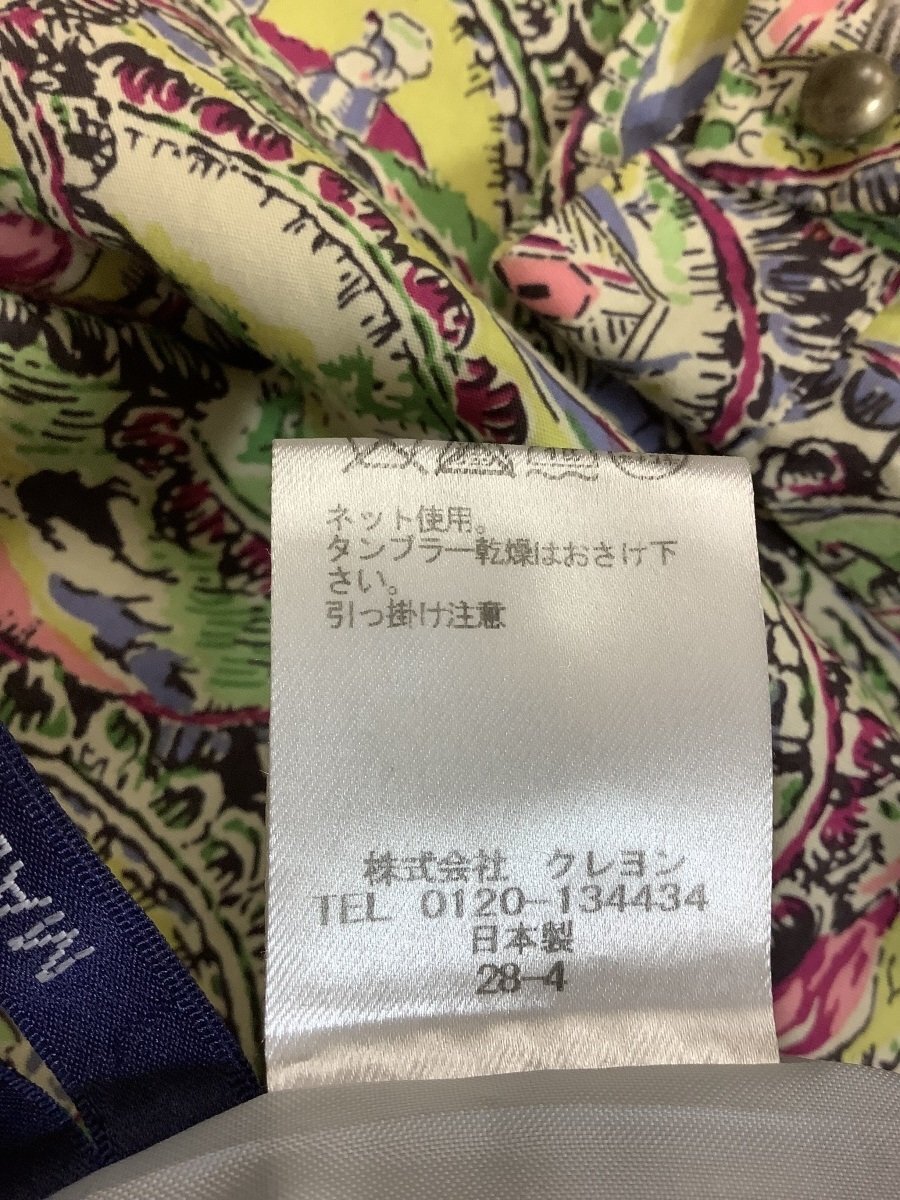 ネット使用。
タンブラー乾燥はおさけ下
さい。
引っ掛け注意
株式会社 クレヨン
TEL 0120-134434
日本製
28-4